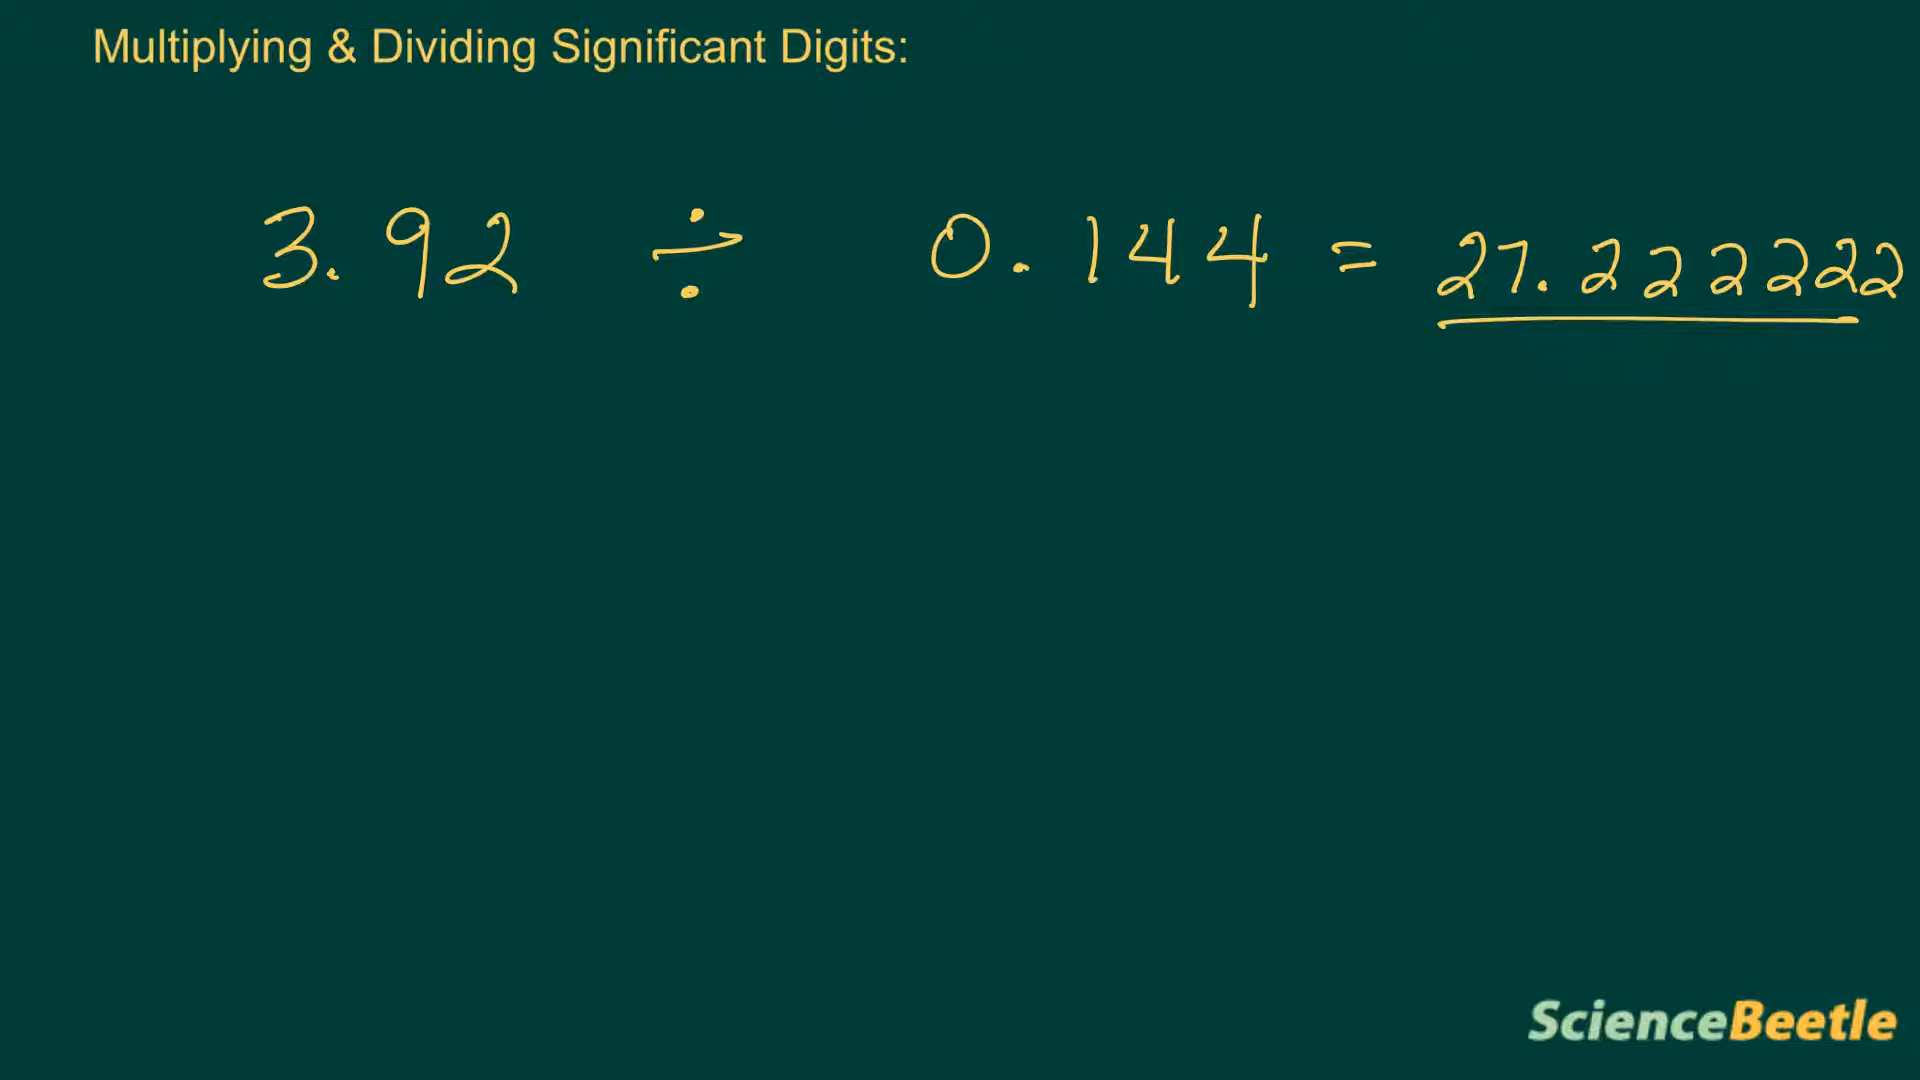 Multiplying & Dividing Significant Digits:
3.92 ÷ 0.144 = 27.222222
ScienceBeetle